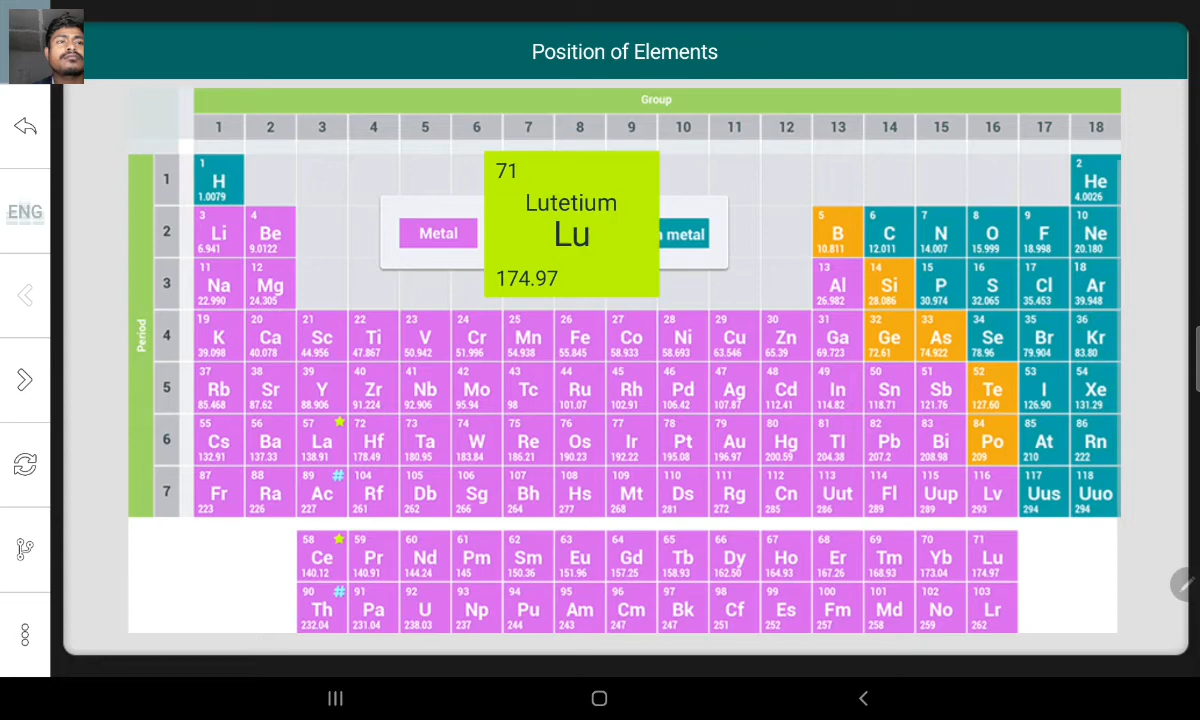 Position of Elements
ENG
Group
1 2 3 4 5 6 7 8 9 10 11 12 13 14 15 16 17 18
Period
71
Lutetium
Lu
174.97
Metal
metal
1
1 2
H He
1.0079 4.0026
2
3 4 5 6 7 8 9 10
Li Be B C N O F Ne
6.941 9.0122 10.811 12.011 14.007 15.999 18.998 20.180
3
11 12 13 14 15 16 17 18
Na Mg Al Si P S Cl Ar
22.990 24.305 26.982 28.086 30.974 32.065 35.453 39.948
4
19 20 21 22 23 24 25 26 27 28 29 30 31 32 33 34 35 36
K Ca Sc Ti V Cr Mn Fe Co Ni Cu Zn Ga Ge As Se Br Kr
39.098 40.078 44.956 47.867 50.942 51.996 54.938 55.845 58.933 58.693 63.546 65.39 69.723 72.61 74.922 78.96 79.904 83.80
5
37 38 39 40 41 42 43 44 45 46 47 48 49 50 51 52 53 54
Rb Sr Y Zr Nb Mo Tc Ru Rh Pd Ag Cd In Sn Sb Te I Xe
85.468 87.62 88.906 91.224 92.906 95.94 98 101.07 102.91 106.42 107.87 112.41 114.82 118.71 121.76 127.60 126.90 131.29
6
55 56 57 72 73 74 75 76 77 78 79 80 81 82 83 84 85 86
Cs Ba La Hf Ta W Re Os Ir Pt Au Hg Tl Pb Bi Po At Rn
132.91 137.33 138.91 178.49 180.95 183.84 186.21 190.23 192.22 195.08 196.97 200.59 204.38 207.2 208.98 209 210 222
7
87 88 89 # 104 105 106 107 108 109 110 111 112 113 114 115 116 117 118
Fr Ra Ac Rf Db Sg Bh Hs Mt Ds Rg Cn Uut Fl Uup Lv Uus Uuo
223 226 227 261 262 266 264 277 268 281 272 285 286 289 289 293 294 294
58 59 60 61 62 63 64 65 66 67 68 69 70 71
Ce Pr Nd Pm Sm Eu Gd Tb Dy Ho Er Tm Yb Lu
140.12 140.91 144.24 145 150.36 151.96 157.25 158.93 162.50 164.93 167.26 168.93 173.04 174.97
90 # 91 92 93 94 95 96 97 98 99 100 101 102 103
Th Pa U Np Pu Am Cm Bk Cf Es Fm Md No Lr
232.04 231.04 238.03 237 244 243 247 247 251 252 257 258 259 262